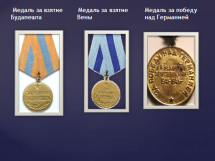 Медаль за взятие
Будапешта
Медаль за взятие
Вены
Медаль за победу
над Германией